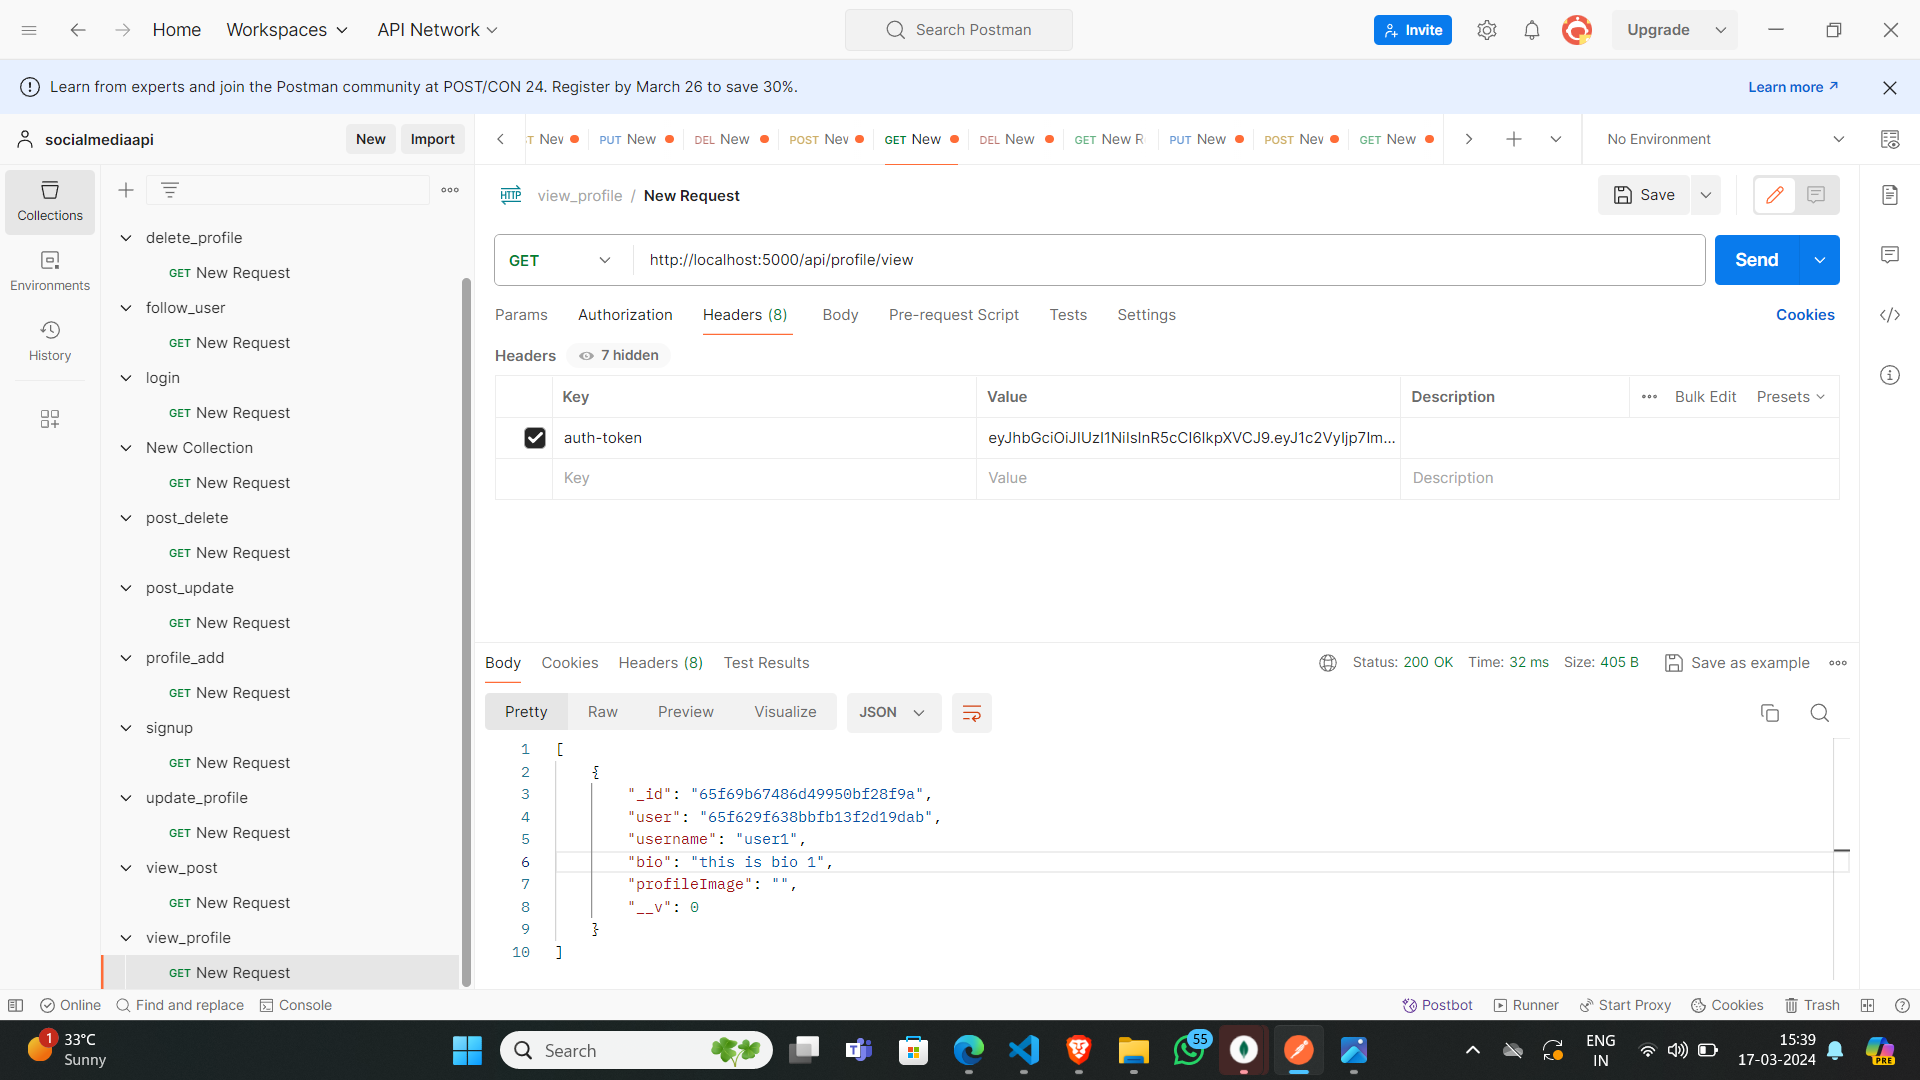 Home Workspaces API Network Search Postman Invite Upgrade
Learn from experts and join the Postman community at POST/CON 24. Register by March 26 to save 30%. Learn more
socialmediaapi New Import
PUT New DEL New POST New GET New DEL New GET New PUT New POST New GET New No Environment
Collections
Environments
History
delete_profile
GET New Request
follow_user
GET New Request
login
GET New Request
New Collection
GET New Request
post_delete
GET New Request
post_update
GET New Request
profile_add
GET New Request
signup
GET New Request
update_profile
GET New Request
view_post
GET New Request
view_profile
GET New Request
HTTP view_profile / New Request Save
GET http://localhost:5000/api/profile/view Send
Params Authorization Headers (8) Body Pre-request Script Tests Settings Cookies
Headers 7 hidden
Key Value Description Bulk Edit Presets
auth-token
Key Value Description
Body Cookies Headers (8) Test Results Status: 200 OK Time: 32 ms Size: 405 B Save as example
Pretty Raw Preview Visualize JSON
1 [
2 {
3 "_id": "65f69b67486d49950bf28f9a",
4 "user": "65f629f638bbfb13f2d19dab",
5 "username": "user1",
6 "bio": "this is bio 1",
7 "profileImage": "",
8 "__v": 0
9 }
10 ]
Online Find and replace Console Postbot Runner Start Proxy Cookies Trash
1 33°C
Sunny
Search
55
PRE
ENG
IN
15:39
17-03-2024